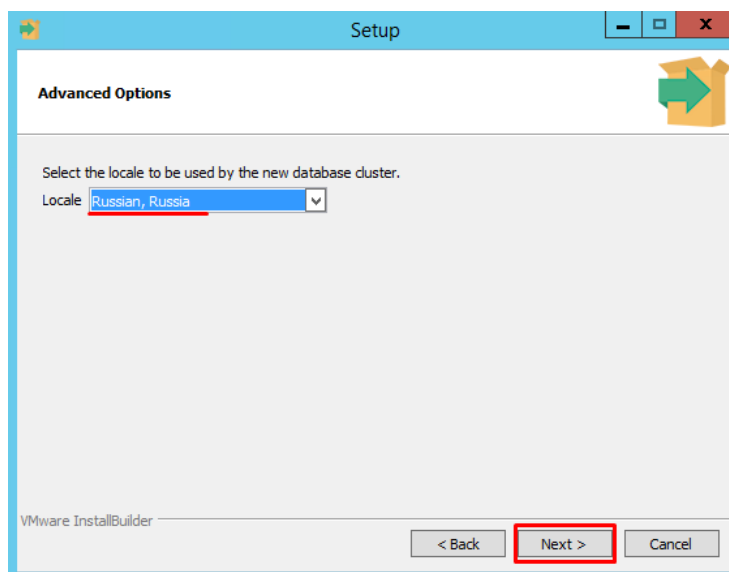 Setup
Advanced Options
Select the locale to be used by the new database cluster.
Locale Russian, Russia
VMware InstallBuilder
< Back Next > Cancel